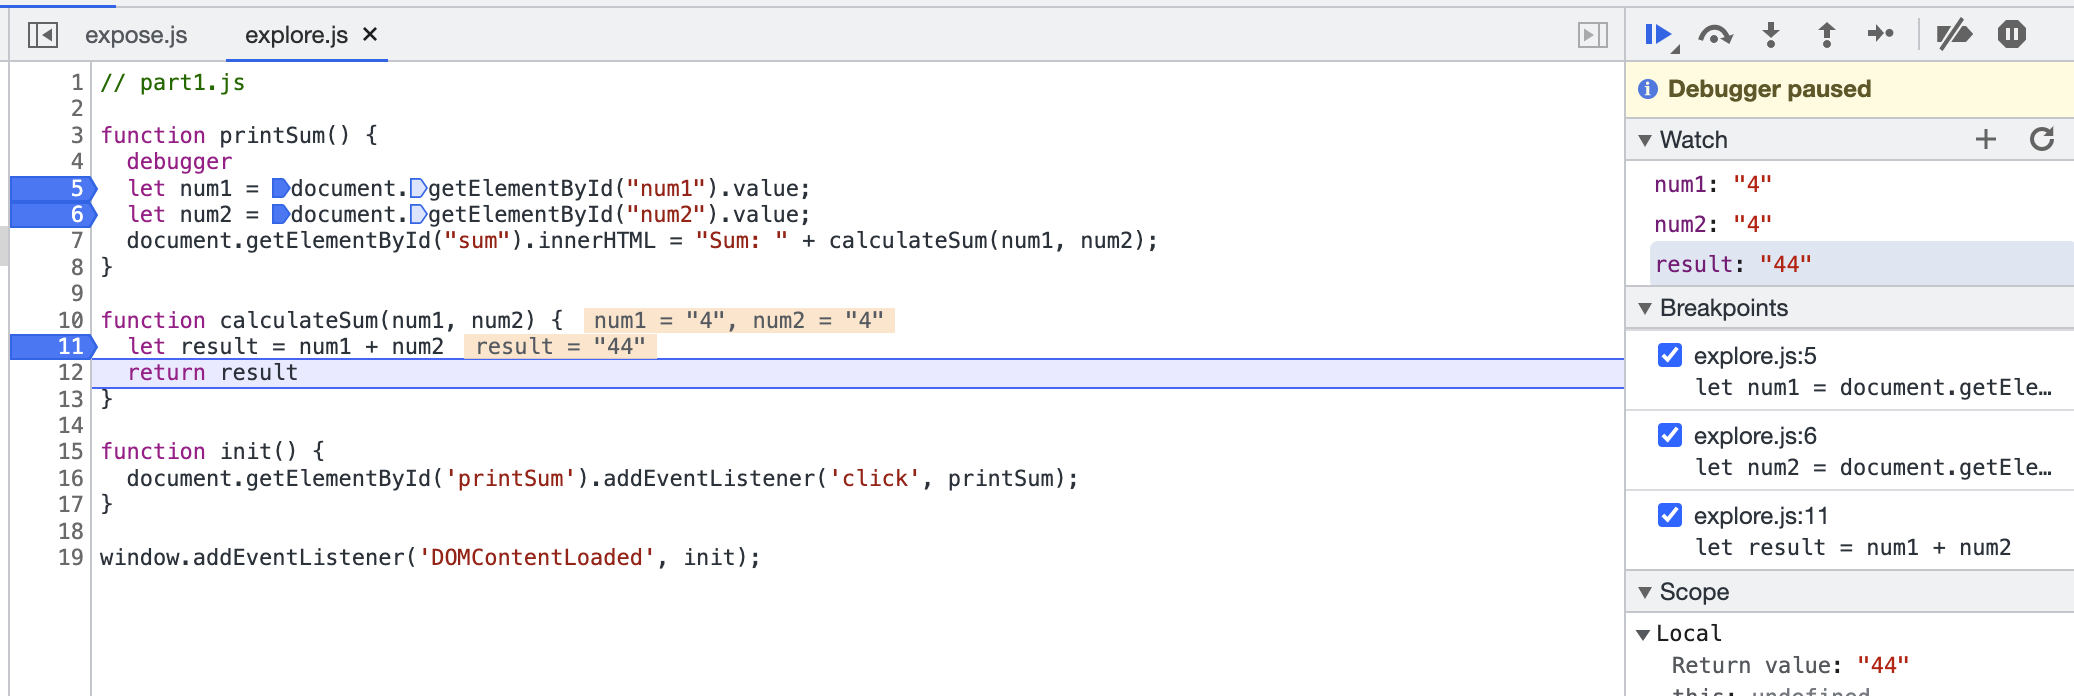 expose.js explore.js ×
1 // part1.js
2
3 function printSum() {
4 debugger
5 let num1 = document.getElementById("num1").value;
6 let num2 = document.getElementById("num2").value;
7 document.getElementById("sum").innerHTML = "Sum: " + calculateSum(num1, num2);
8 }
9
10 function calculateSum(num1, num2) { num1 = "4", num2 = "4"
11 let result = num1 + num2 result = "44"
12 return result
13 }
14
15 function init() {
16 document.getElementById('printSum').addEventListener('click', printSum);
17 }
18
19 window.addEventListener('DOMContentLoaded', init);
Debugger paused
Watch
num1: "4"
num2: "4"
result: "44"
Breakpoints
explore.js:5
let num1 = document.getEle…
explore.js:6
let num2 = document.getEle…
explore.js:11
let result = num1 + num2
Scope
Local
Return value: "44"
this: undefined